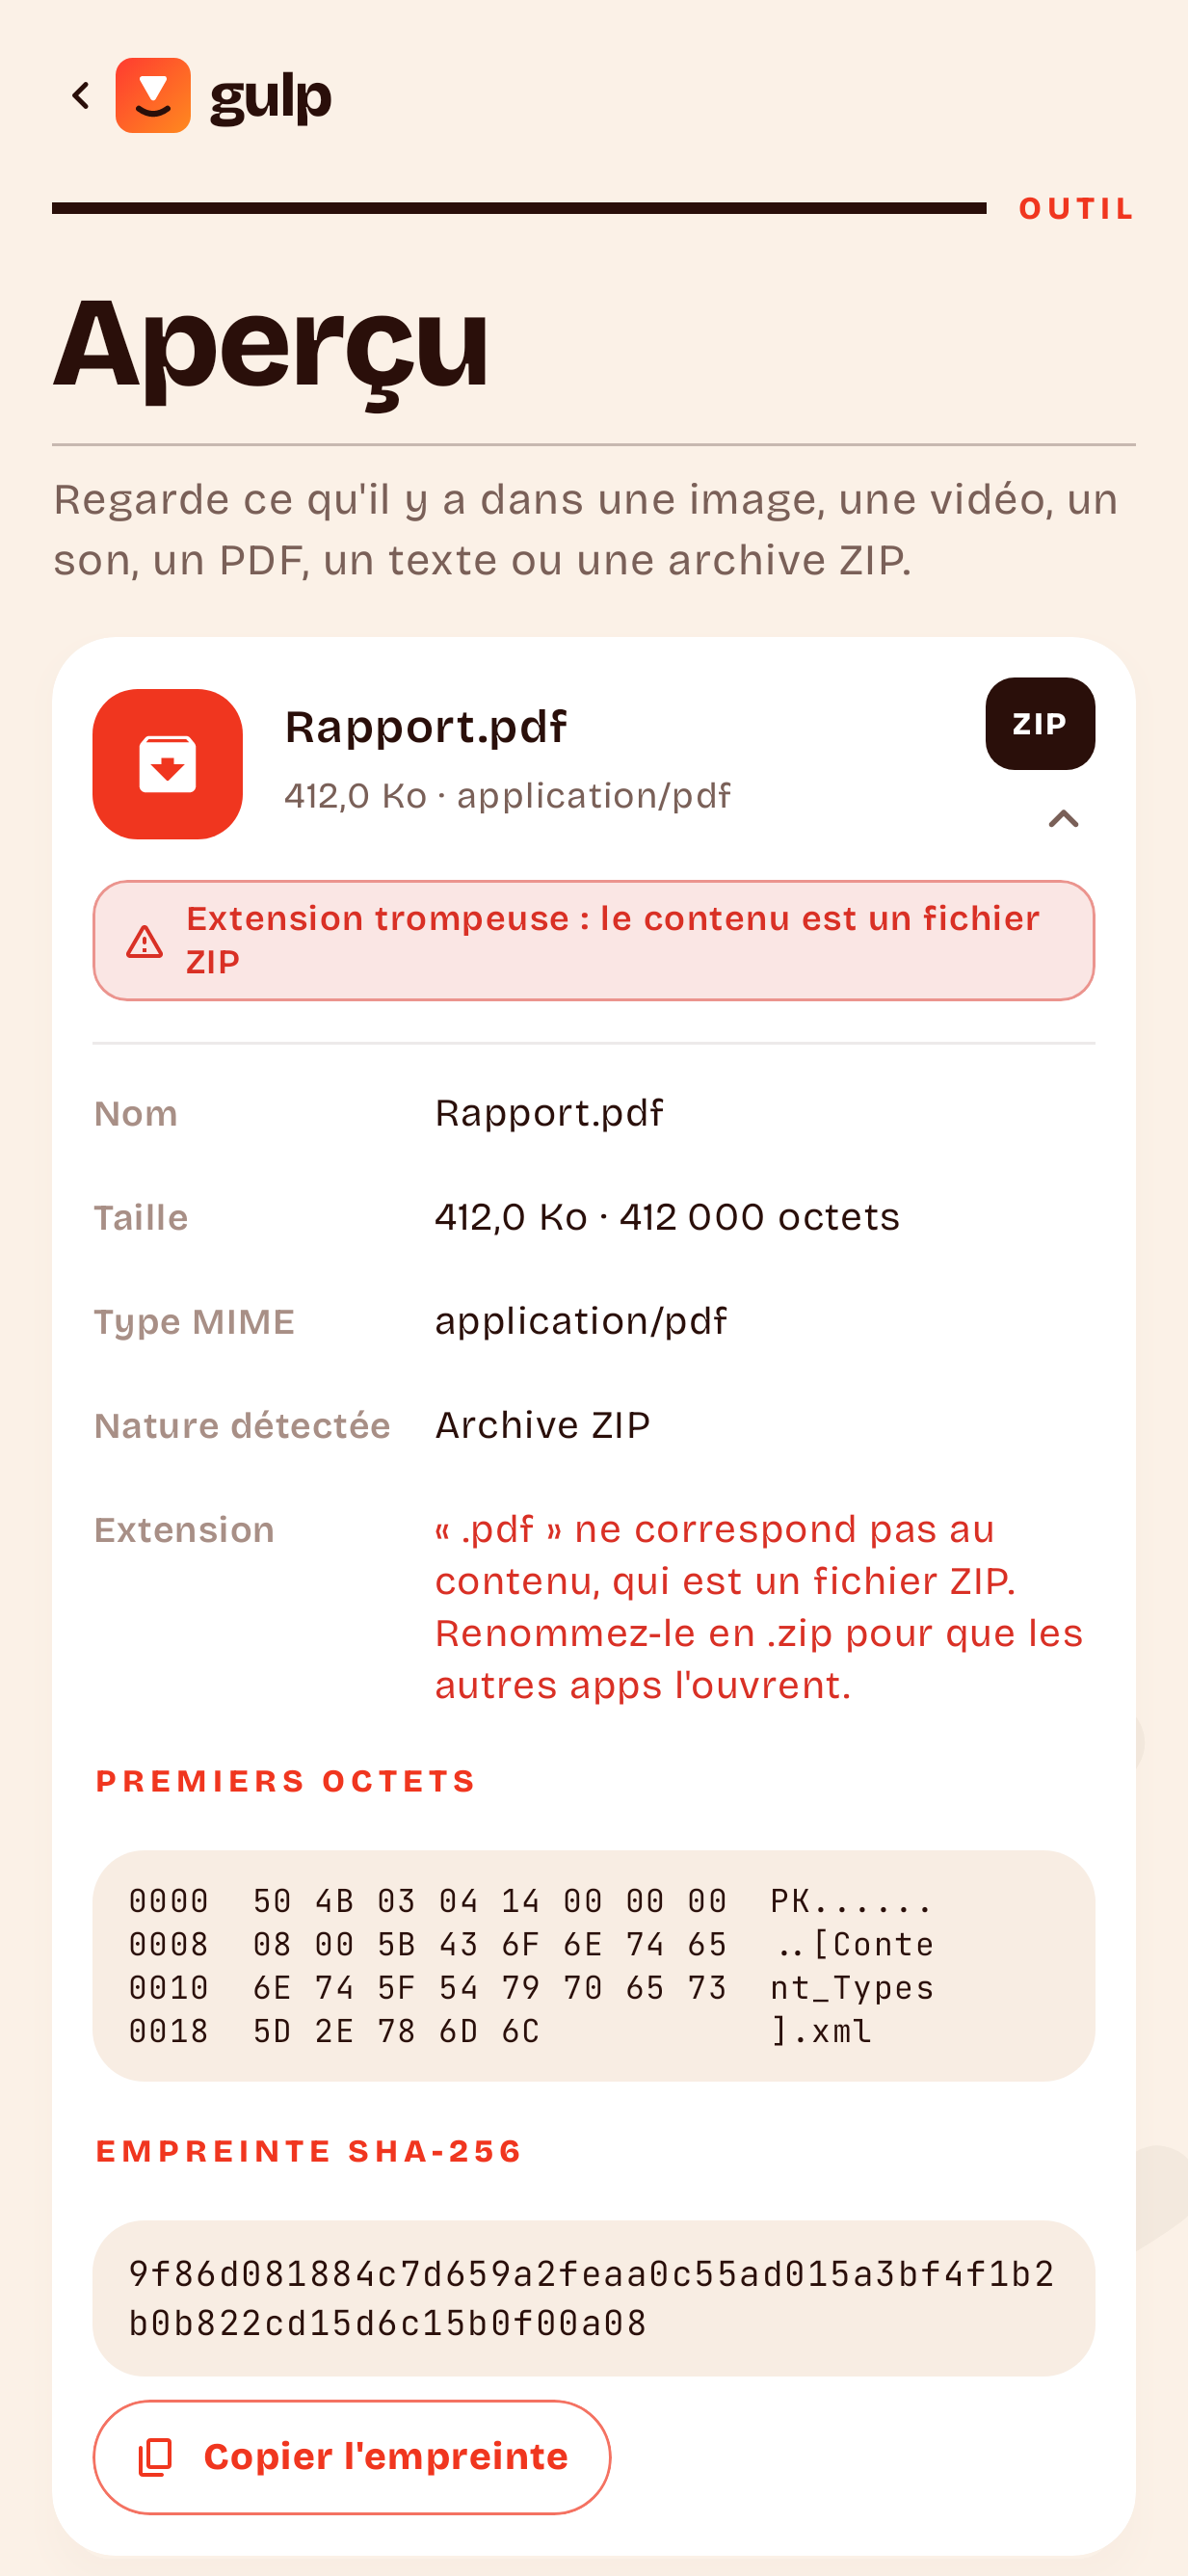 gulp
OUTIL
Aperçu
Regarde ce qu'il y a dans une image, une vidéo, un
son, un PDF, un texte ou une archive ZIP.
Rapport.pdf
ZIP
412,0 Ko · application/pdf
Extension trompeuse : le contenu est un fichier
ZIP
Nom Rapport.pdf
Taille 412,0 Ko · 412 000 octets
Type MIME application/pdf
Nature détectée Archive ZIP
Extension « .pdf » ne correspond pas au
contenu, qui est un fichier ZIP.
Renommez-le en .zip pour que les
autres apps l'ouvrent.
PREMIERS OCTETS
0000 50 4B 03 04 14 00 00 00 PK......
0008 08 00 5B 43 6F 6E 74 65 ..[Conte
0010 6E 74 5F 54 79 70 65 73 nt_Types
0018 5D 2E 78 6D 6C ].xml
EMPREINTE SHA-256
9f86d081884c7d659a2feaa0c55ad015a3bf4f1b2
b0b822cd15d6c15b0f00a08
Copier l'empreinte